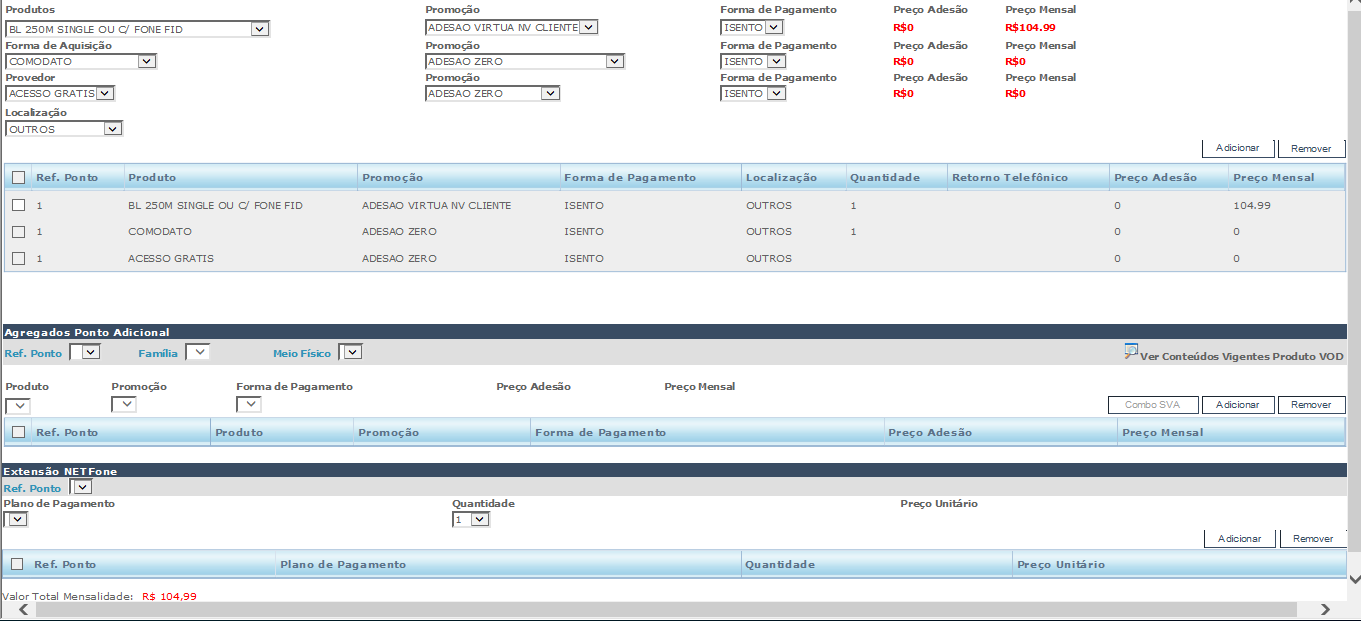 Produtos Promoção Forma de Pagamento Preço Adesão Preço Mensal
BL 250M SINGLE OU C/ FONE FID ADESAO VIRTUA NV CLIENTE ISENTO R$0 R$104.99
Forma de Aquisição Promoção Forma de Pagamento Preço Adesão Preço Mensal
COMODATO ADESAO ZERO ISENTO R$0 R$0
Provedor Promoção Forma de Pagamento Preço Adesão Preço Mensal
ACESSO GRATIS ADESAO ZERO ISENTO R$0 R$0
Localização
OUTROS
Adicionar Remover
Ref. Ponto Produto Promoção Forma de Pagamento Localização Quantidade Retorno Telefônico Preço Adesão Preço Mensal
1 BL 250M SINGLE OU C/ FONE FID ADESAO VIRTUA NV CLIENTE ISENTO OUTROS 1 0 104.99
1 COMODATO ADESAO ZERO ISENTO OUTROS 1 0 0
1 ACESSO GRATIS ADESAO ZERO ISENTO OUTROS 0 0
Agregados Ponto Adicional
Ref. Ponto Família Meio Físico Ver Conteúdos Vigentes Produto VOD
Produto Promoção Forma de Pagamento Preço Adesão Preço Mensal
Combo SVA Adicionar Remover
Ref. Ponto Produto Promoção Forma de Pagamento Preço Adesão Preço Mensal
Extensão NETFone
Ref. Ponto
Plano de Pagamento Quantidade Preço Unitário
1
Adicionar Remover
Ref. Ponto Plano de Pagamento Quantidade Preço Unitário
Valor Total Mensalidade: R$ 104,99